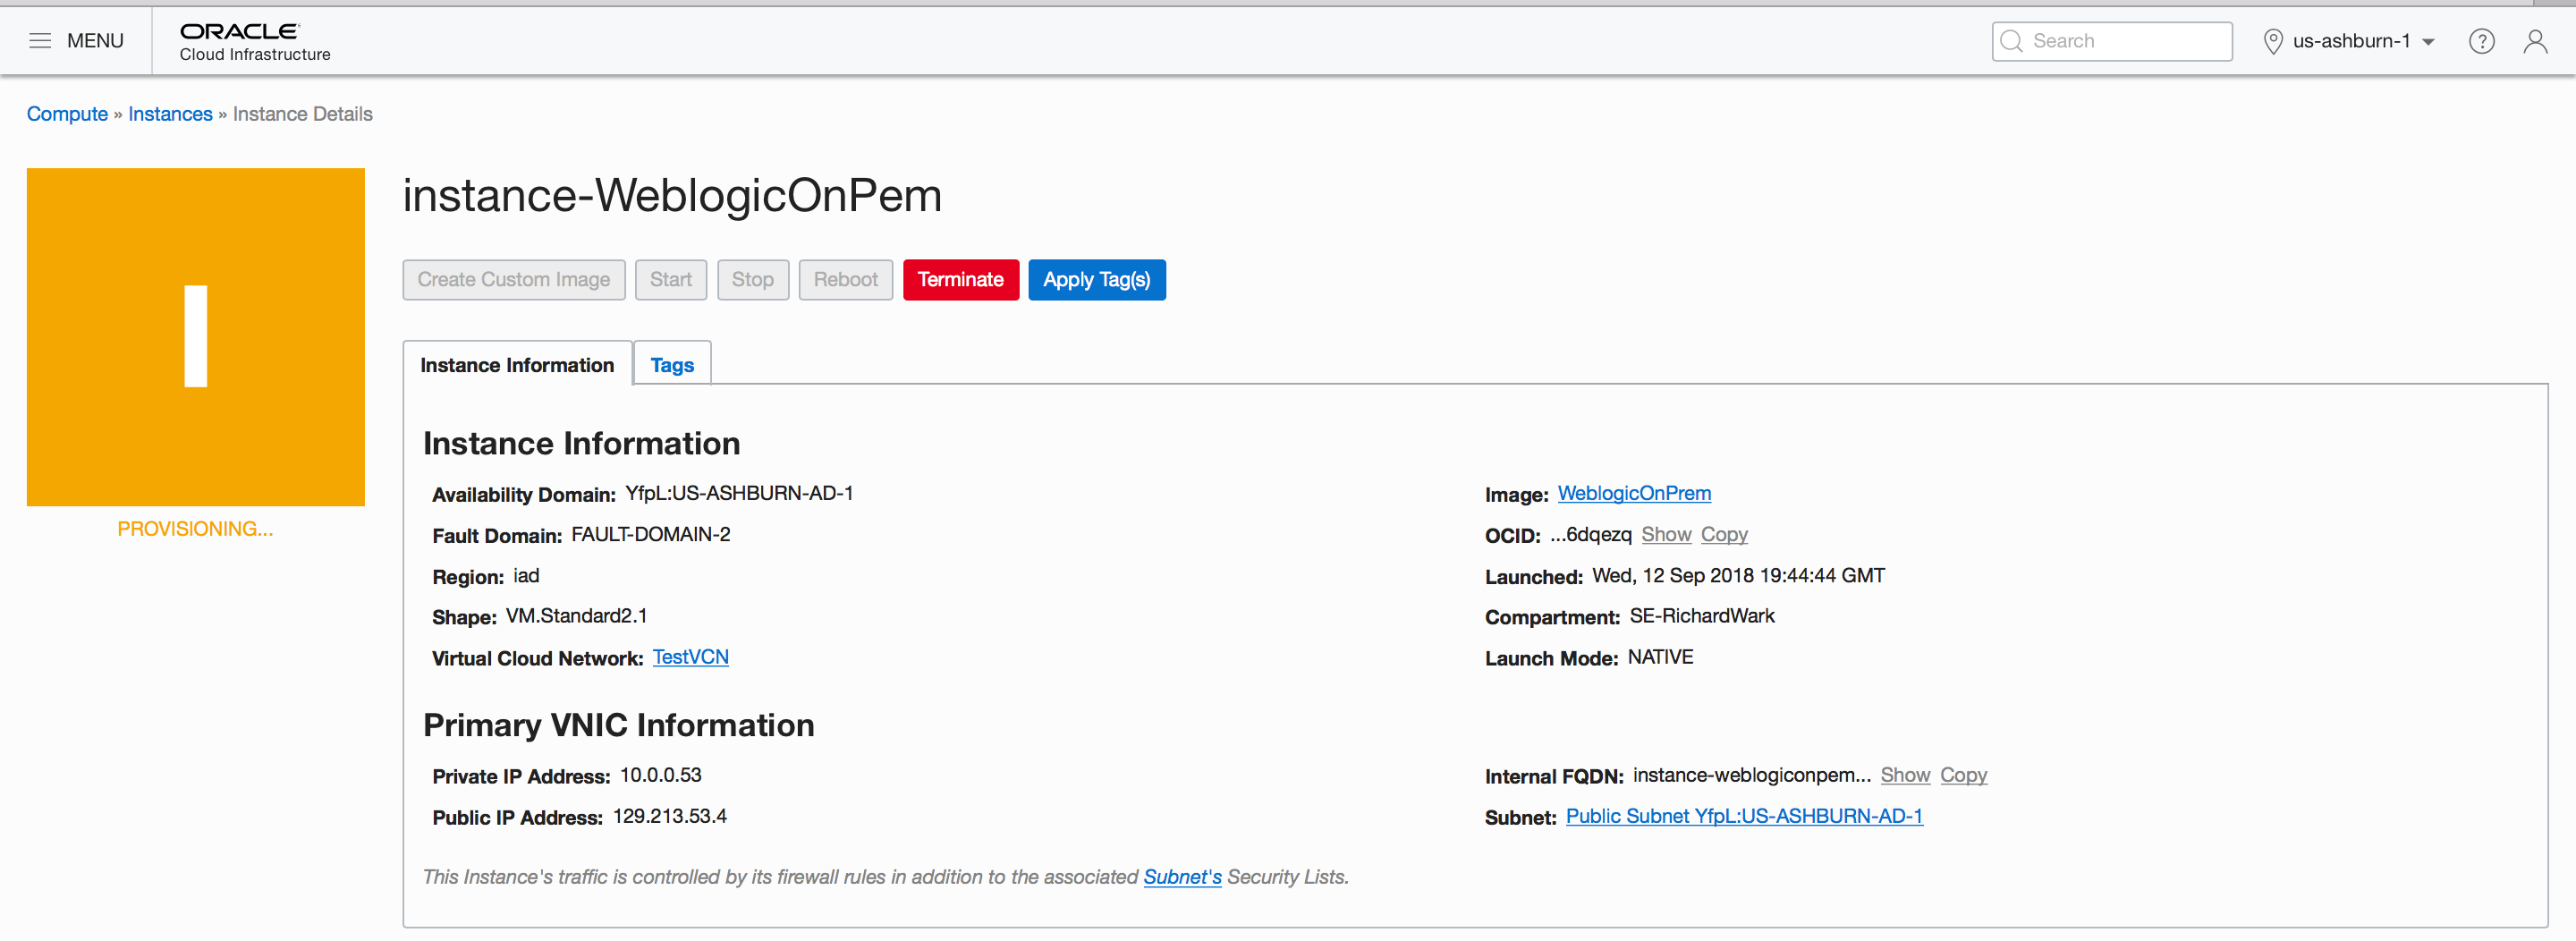 MENU
ORACLE
Cloud Infrastructure
Search
us-ashburn-1
?
Compute » Instances » Instance Details
I
PROVISIONING...
instance-WeblogicOnPem
Create Custom Image Start Stop Reboot Terminate Apply Tag(s)
Instance Information Tags
Instance Information
Availability Domain: YfpL:US-ASHBURN-AD-1
Fault Domain: FAULT-DOMAIN-2
Region: iad
Shape: VM.Standard2.1
Virtual Cloud Network: TestVCN
Image: WeblogicOnPrem
OCID: ...6dqezq Show Copy
Launched: Wed, 12 Sep 2018 19:44:44 GMT
Compartment: SE-RichardWark
Launch Mode: NATIVE
Primary VNIC Information
Private IP Address: 10.0.0.53
Public IP Address: 129.213.53.4
Internal FQDN: instance-weblogiconpem... Show Copy
Subnet: Public Subnet YfpL:US-ASHBURN-AD-1
This Instance's traffic is controlled by its firewall rules in addition to the associated Subnet's Security Lists.